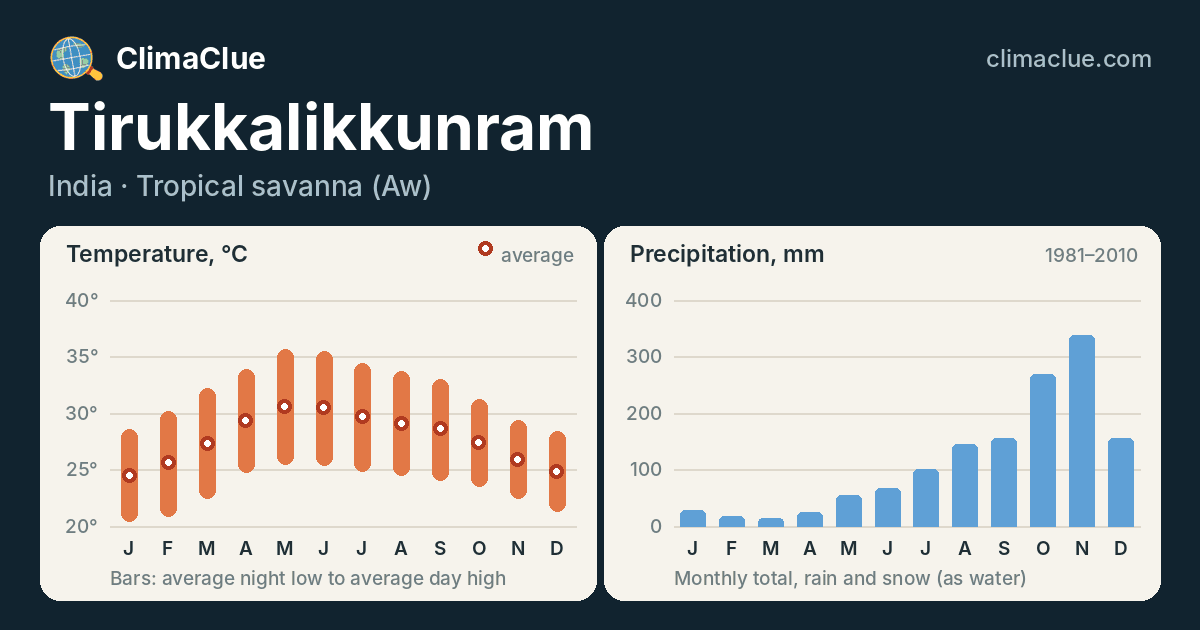 ClimaClue
climaclue.com
Tirukkalikkunram
India · Tropical savanna (Aw)
Temperature, °C
average
40°
35°
30°
25°
20°
J F M A M J J A S O N D
Bars: average night low to average day high
Precipitation, mm
1981–2010
400
300
200
100
0
J F M A M J J A S O N D
Monthly total, rain and snow (as water)